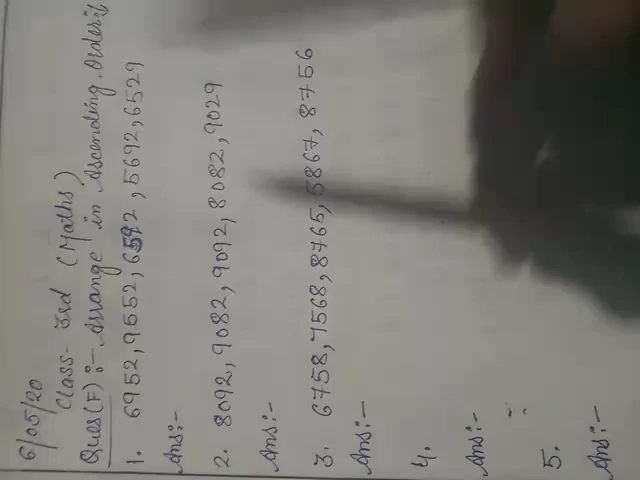 6/05/20
Class- 3rd (Maths)
Ques(F) :- Arrange in Ascending Order :-
1. 6952, 9552, 6592, 5692, 6529
Ans:-
2. 8092, 9082, 9092, 8082, 9029
Ans:-
3. 6758, 7568, 8765, 5867, 8756
Ans:-
4.
Ans:-
5.
Ans:-